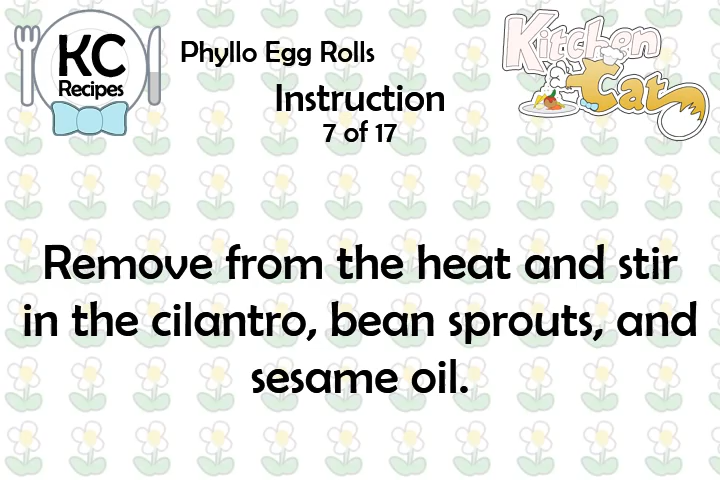 KC
Recipes
Phyllo Egg Rolls
Instruction
7 of 17
Kitchen
Cat
Remove from the heat and stir
in the cilantro, bean sprouts, and
sesame oil.